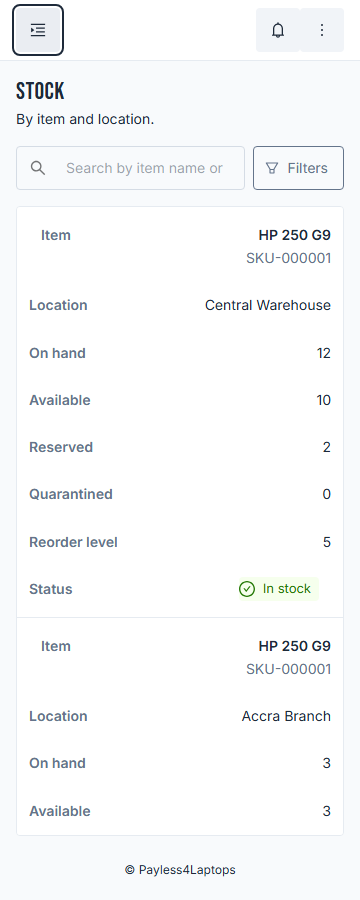 STOCK
By item and location.
Search by item name or
Filters
Item HP 250 G9
SKU-000001
Location Central Warehouse
On hand 12
Available 10
Reserved 2
Quarantined 0
Reorder level 5
Status In stock
Item HP 250 G9
SKU-000001
Location Accra Branch
On hand 3
Available 3
© Payless4Laptops